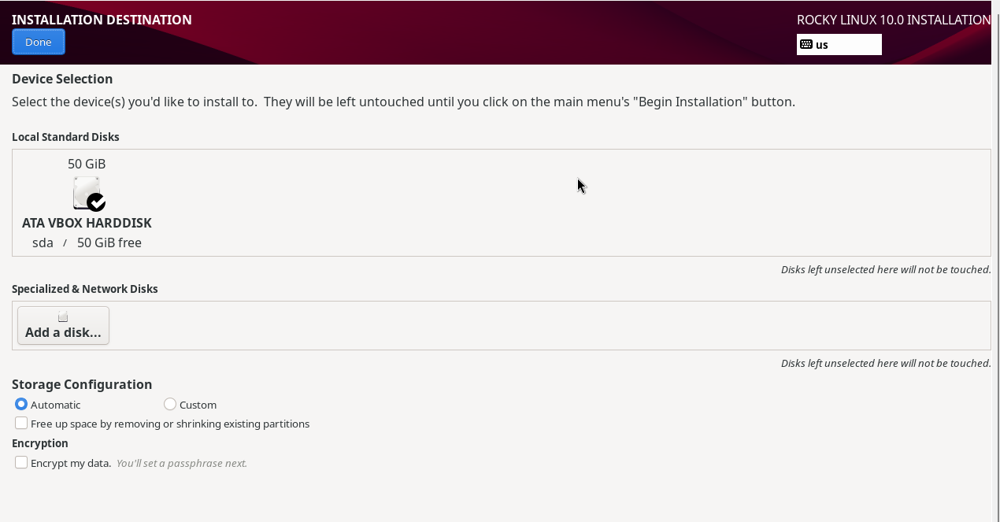 INSTALLATION DESTINATION
ROCKY LINUX 10.0 INSTALLATION
Done
us
Device Selection
Select the device(s) you'd like to install to.  They will be left untouched until you click on the main menu's "Begin Installation" button.
Local Standard Disks
50 GiB
ATA VBOX HARDDISK
sda / 50 GiB free
Disks left unselected here will not be touched.
Specialized & Network Disks
Add a disk...
Disks left unselected here will not be touched.
Storage Configuration
Automatic
Custom
Free up space by removing or shrinking existing partitions
Encryption
Encrypt my data. You'll set a passphrase next.